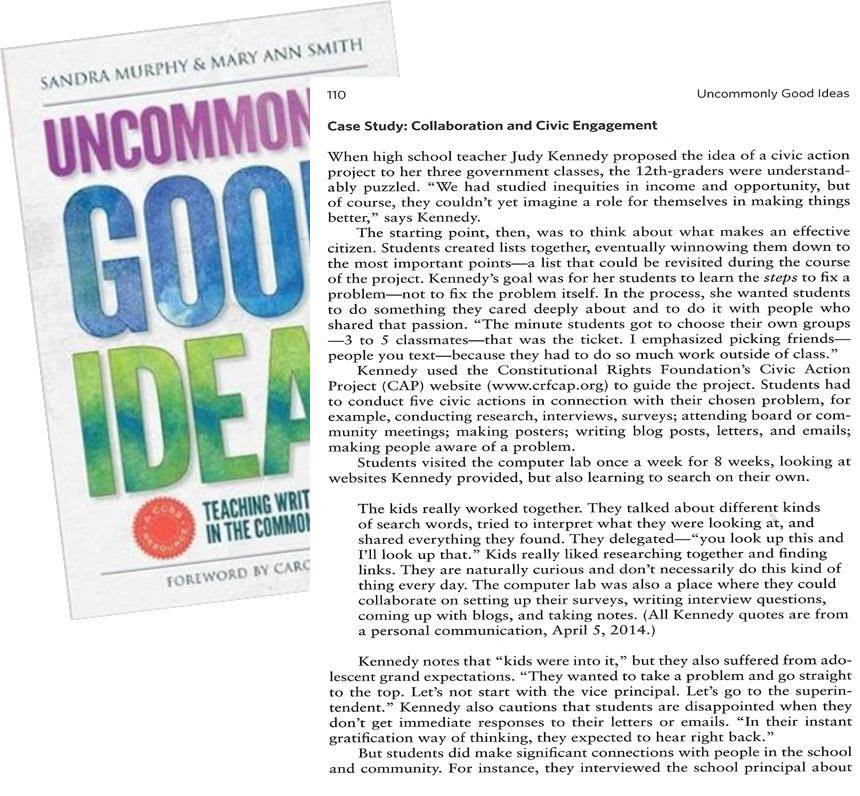 SANDRA MURPHY & MARY ANN SMITH
UNCOMMON
GOO
IDEA
TEACHING WRIT
IN THE COMMON
FOREWORD BY CARO
110 Uncommonly Good Ideas
Case Study: Collaboration and Civic Engagement
When high school teacher Judy Kennedy proposed the idea of a civic action
project to her three government classes, the 12th-graders were understand-
ably puzzled. “We had studied inequities in income and opportunity, but
of course, they couldn’t yet imagine a role for themselves in making things
better,” says Kennedy.
The starting point, then, was to think about what makes an effective
citizen. Students created lists together, eventually winnowing them down to
the most important points—a list that could be revisited during the course
of the project. Kennedy’s goal was for her students to learn the steps to fix a
problem—not to fix the problem itself. In the process, she wanted students
to do something they cared deeply about and to do it with people who
shared that passion. “The minute students got to choose their own groups
—3 to 5 classmates—that was the ticket. I emphasized picking friends—
people you text—because they had to do so much work outside of class.”
Kennedy used the Constitutional Rights Foundation’s Civic Action
Project (CAP) website (www.crfcap.org) to guide the project. Students had
to conduct five civic actions in connection with their chosen problem, for
example, conducting research, interviews, surveys; attending board or com-
munity meetings; making posters; writing blog posts, letters, and emails;
making people aware of a problem.
Students visited the computer lab once a week for 8 weeks, looking at
websites Kennedy provided, but also learning to search on their own.
The kids really worked together. They talked about different kinds
of search words, tried to interpret what they were looking at, and
shared everything they found. They delegated—“you look up this and
I’ll look up that.” Kids really liked researching together and finding
links. They are naturally curious and don’t necessarily do this kind of
thing every day. The computer lab was also a place where they could
collaborate on setting up their surveys, writing interview questions,
coming up with blogs, and taking notes. (All Kennedy quotes are from
a personal communication, April 5, 2014.)
Kennedy notes that “kids were into it,” but they also suffered from ado-
lescent grand expectations. “They wanted to take a problem and go straight
to the top. Let’s not start with the vice principal. Let’s go to the superin-
tendent.” Kennedy also cautions that students are disappointed when they
don’t get immediate responses to their letters or emails. “In their instant
gratification way of thinking, they expected to hear right back.”
But students did make significant connections with people in the school
and community. For instance, they interviewed the school principal about